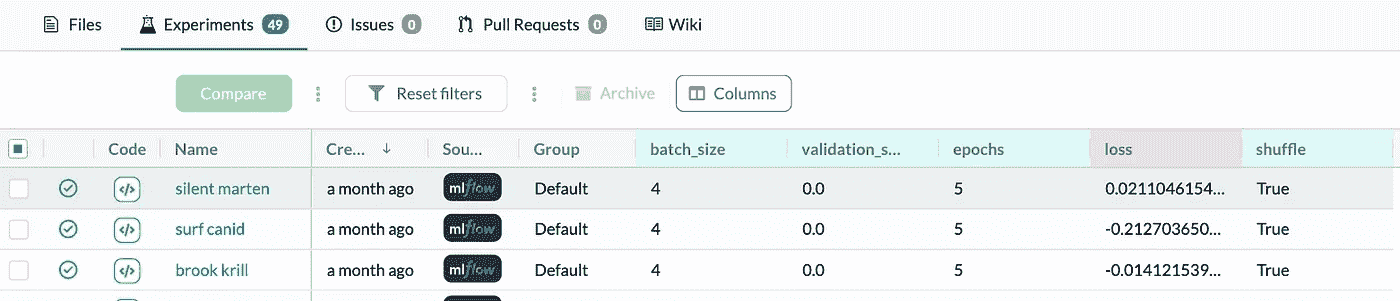 Files Experiments 49 Issues 0 Pull Requests 0 Wiki
Compare Reset filters Archive Columns
Code Name Cre... ↓ Sou... Group batch_size validation_s... epochs loss shuffle
silent marten a month ago mlflow Default 4 0.0 5 0.0211046154... True
surf canid a month ago mlflow Default 4 0.0 5 -0.212703650... True
brook krill a month ago mlflow Default 4 0.0 5 -0.014121539... True